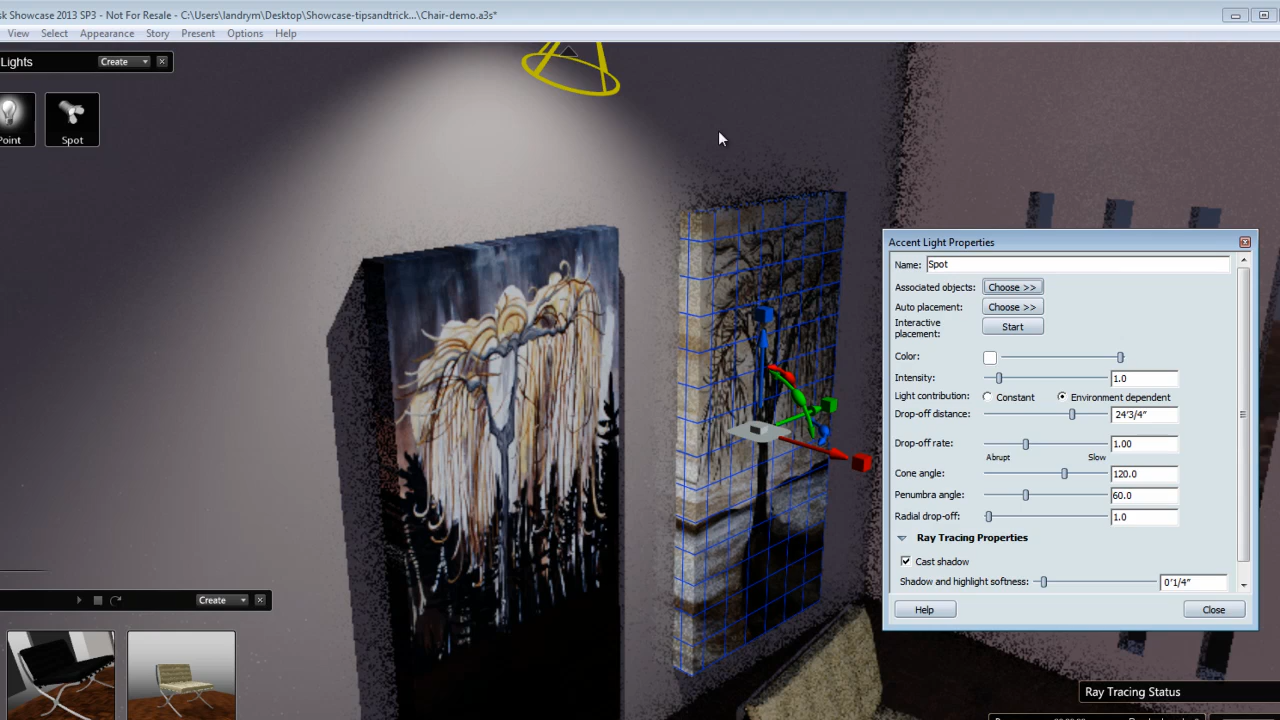 sk Showcase 2013 SP3 - Not For Resale - C:\Users\landrym\Desktop\Showcase-tipsandtrick...\Chair-demo.a3s*
View Select Appearance Story Present Options Help
Lights Create
Point Spot
Accent Light Properties
Name: Spot
Associated objects: Choose >>
Auto placement: Choose >>
Interactive placement: Start
Color:
Intensity: 1.0
Light contribution: Constant Environment dependent
Drop-off distance: 24'3/4"
Drop-off rate: 1.00
Abrupt Slow
Cone angle: 120.0
Penumbra angle: 60.0
Radial drop-off: 1.0
Ray Tracing Properties
Cast shadow
Shadow and highlight softness: 0'1/4"
Help Close
Create
Ray Tracing Status